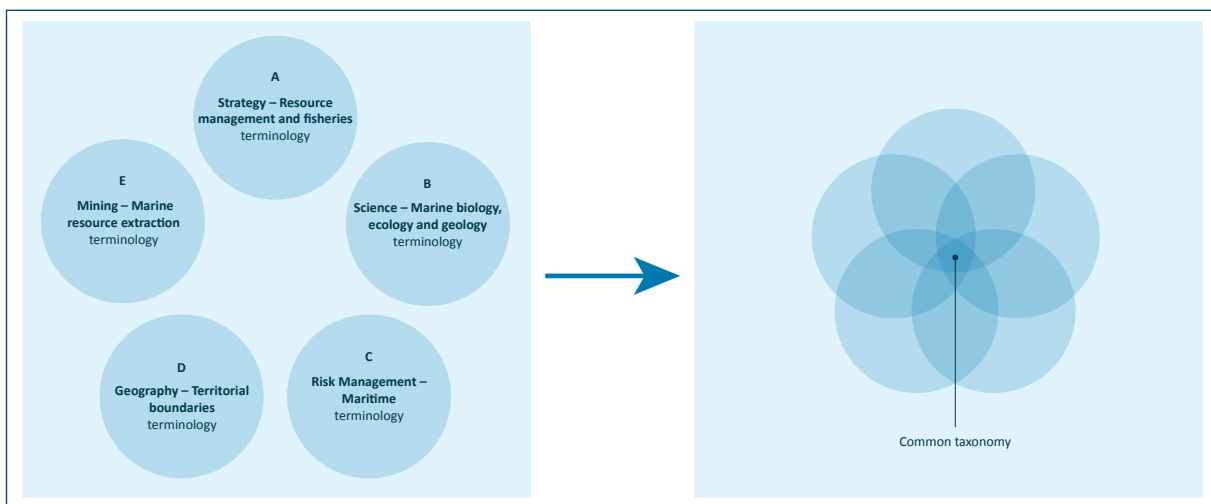 A
Strategy – Resource
management and fisheries
terminology
B
Science – Marine biology,
ecology and geology
terminology
C
Risk Management –
Maritime
terminology
D
Geography – Territorial
boundaries
terminology
E
Mining – Marine
resource extraction
terminology
Common taxonomy